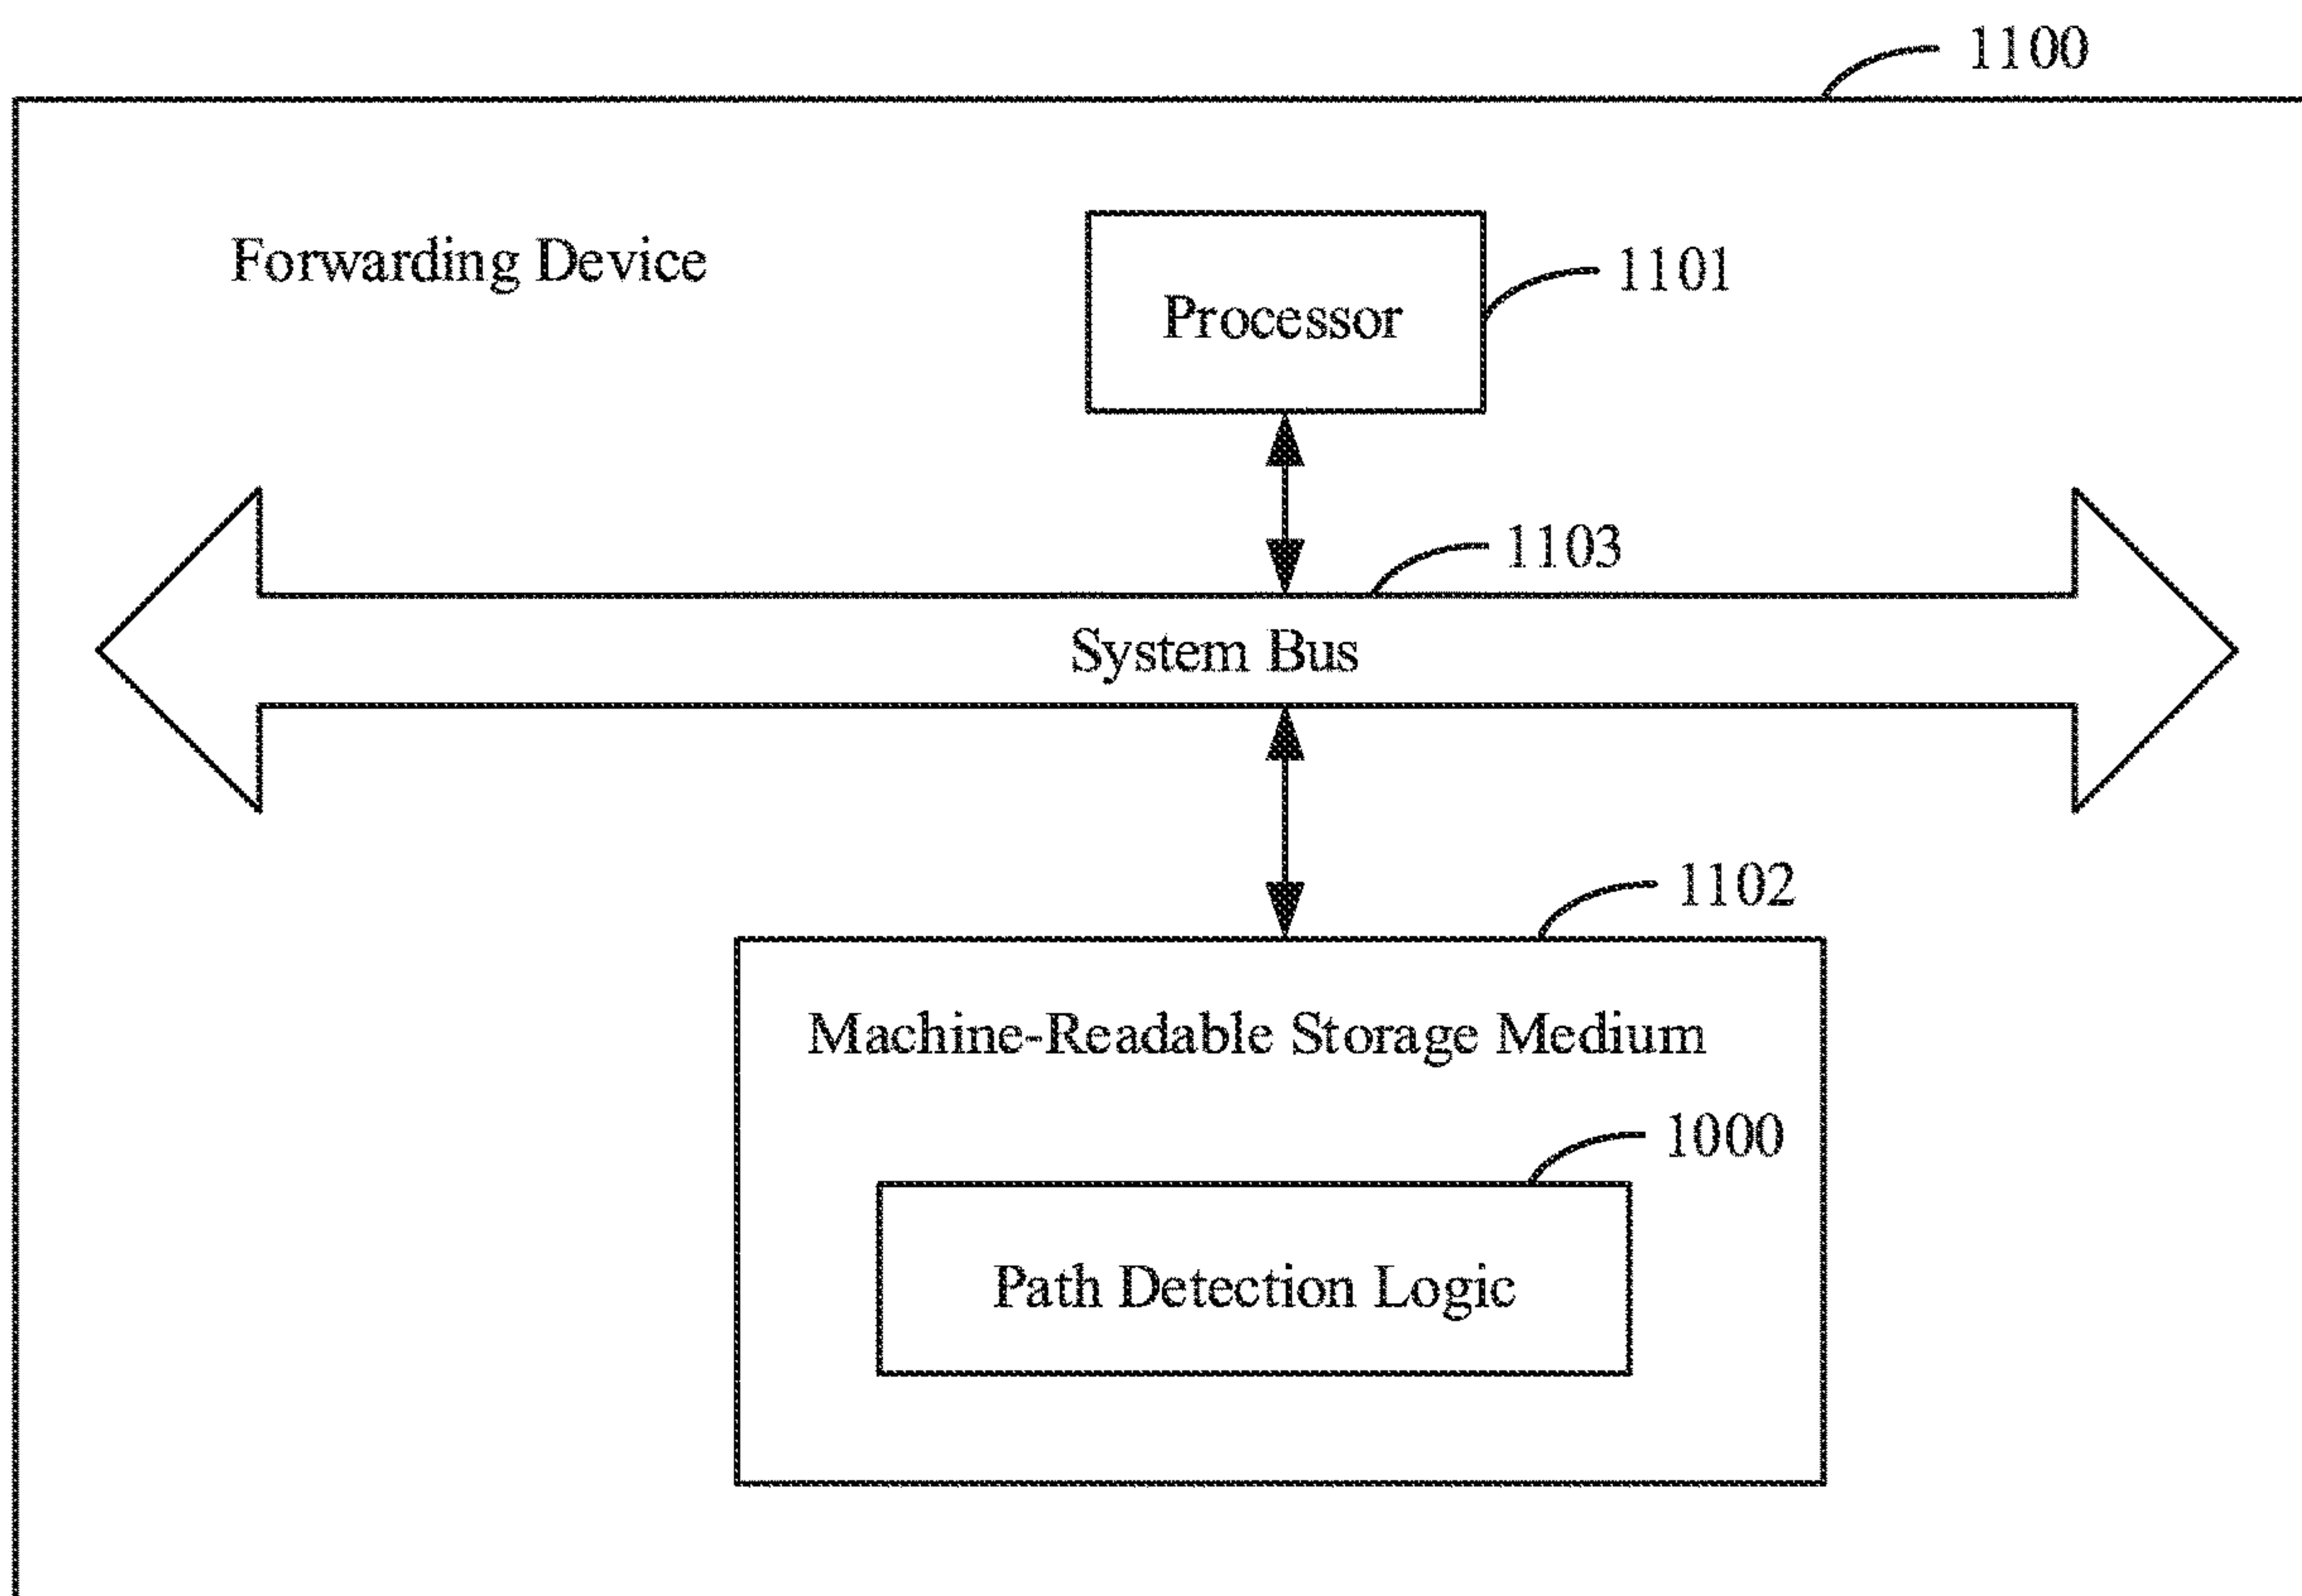 1100
Forwarding Device
1101
Processor
1103
System Bus
1102
Machine-Readable Storage Medium
1000
Path Detection Logic